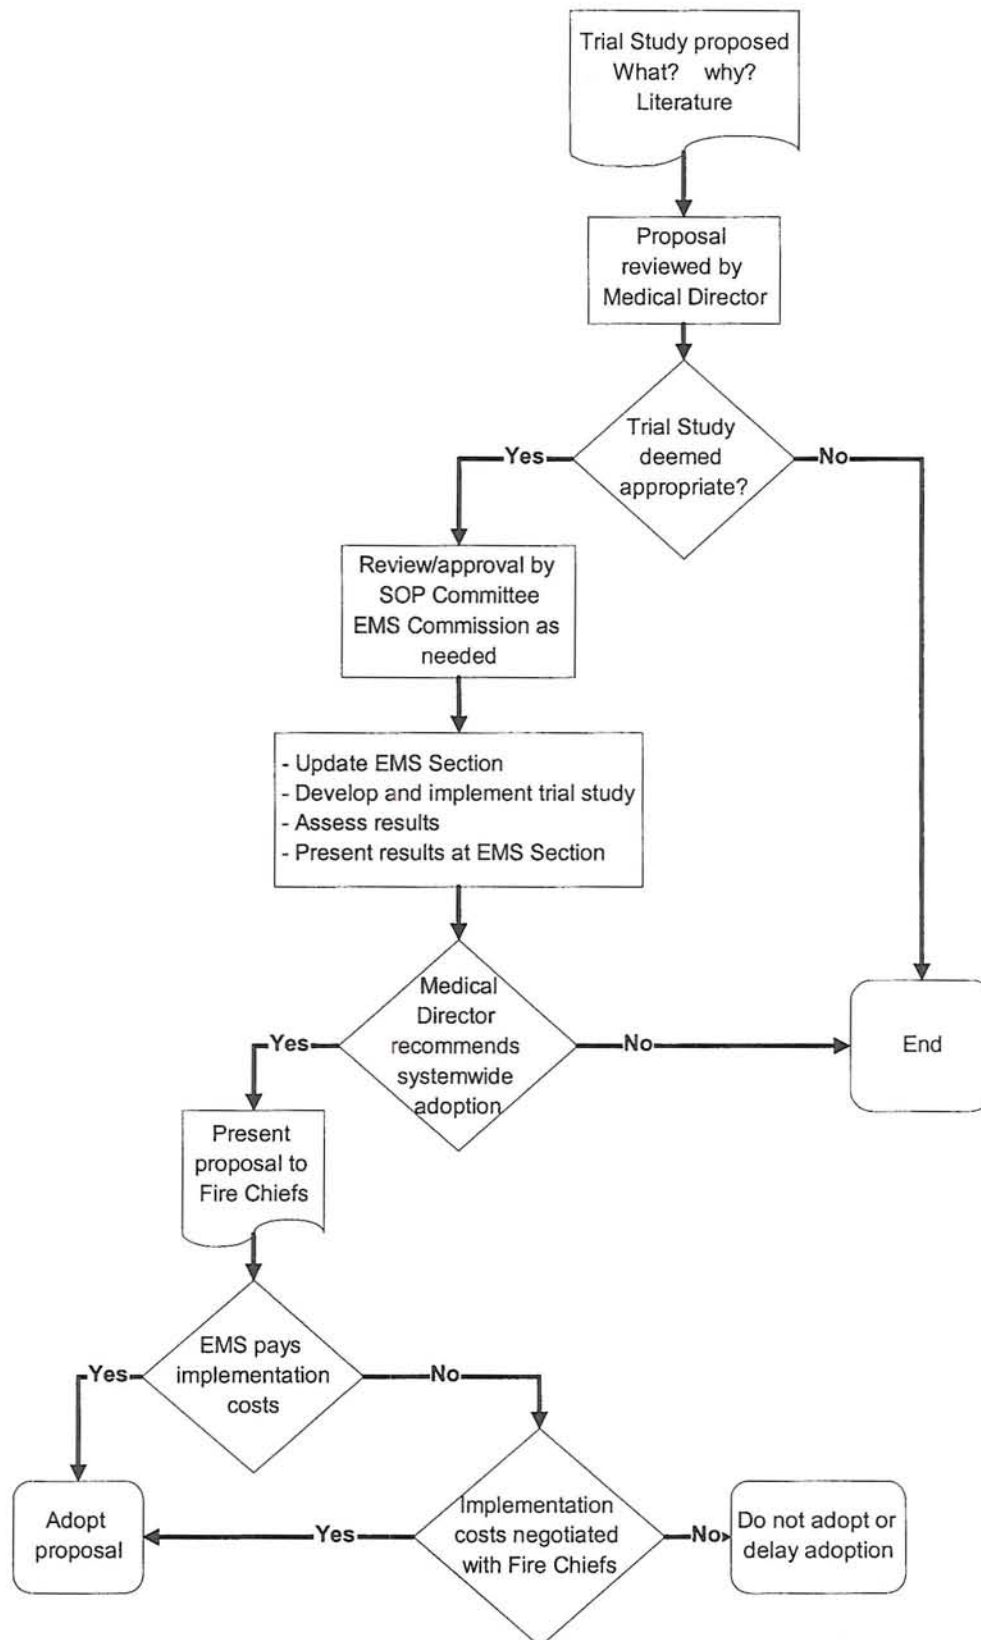 Trial Study proposed
What? why?
Literature
Proposal
reviewed by
Medical Director
Trial Study
deemed
appropriate?
Yes
No
Review/approval by
SOP Committee
EMS Commission as
needed
- Update EMS Section
- Develop and implement trial study
- Assess results
- Present results at EMS Section
Medical
Director
recommends
systemwide
adoption
Yes
No
End
Present
proposal to
Fire Chiefs
EMS pays
implementation
costs
Yes
No
Adopt
proposal
Implementation
costs negotiated
with Fire Chiefs
Yes
No
Do not adopt or
delay adoption